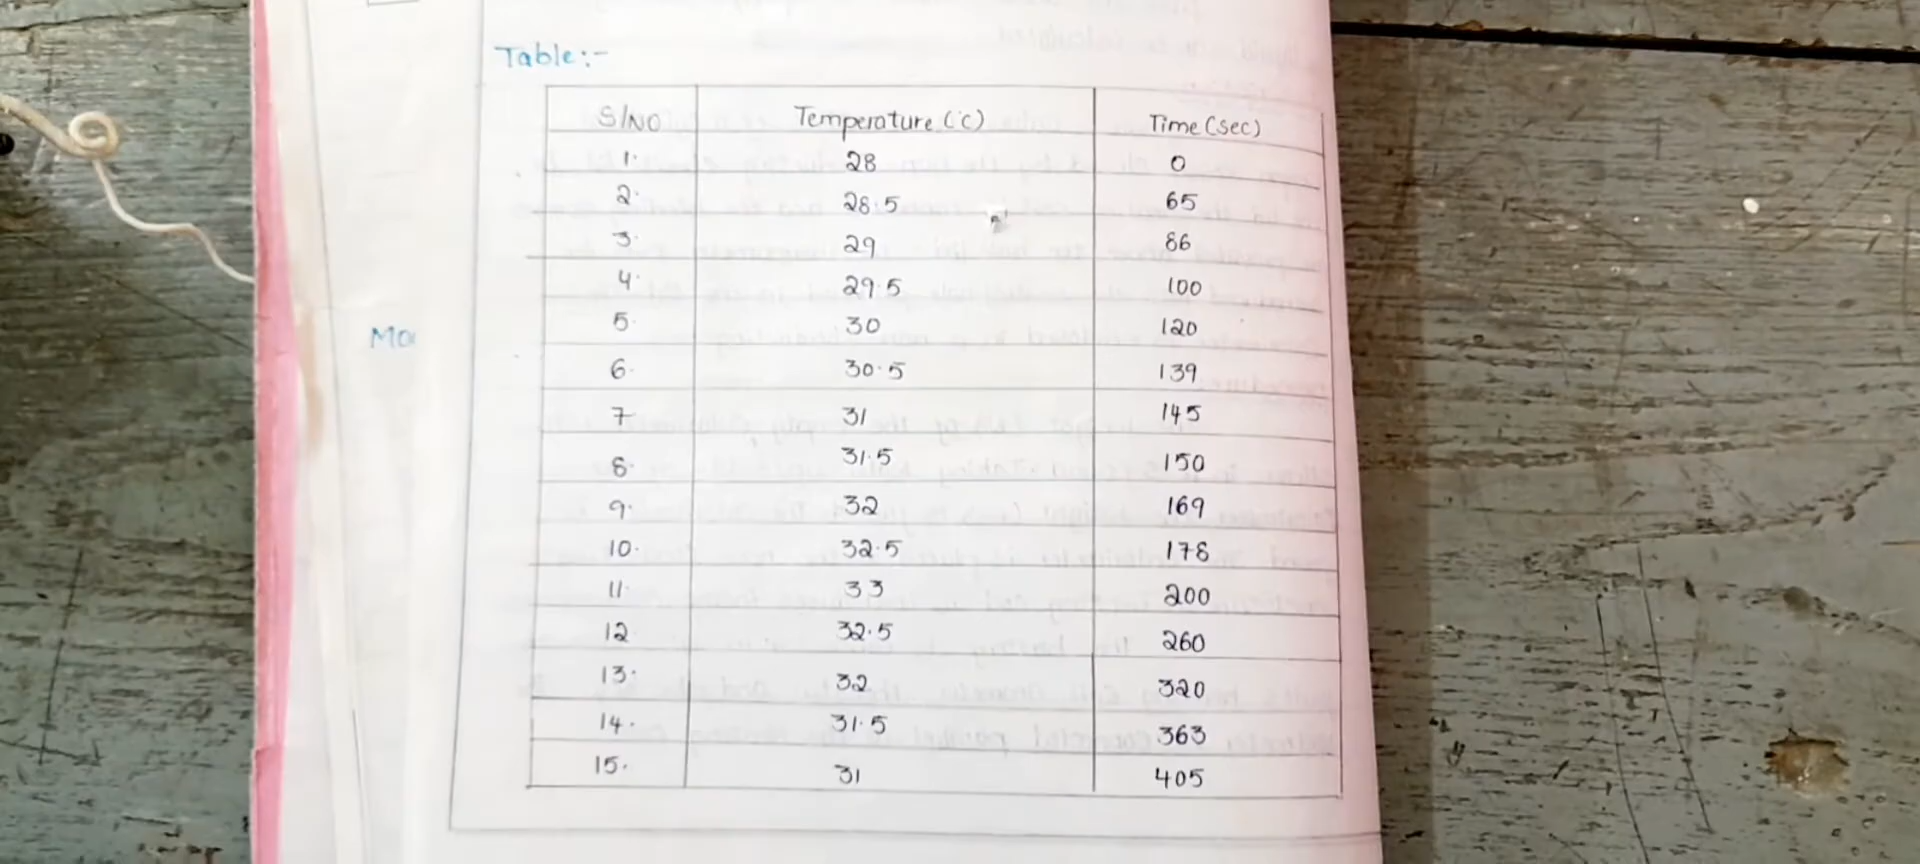 Table:-
S/NO Temperature (°C) Time (sec)
1. 28 0
2. 28.5 65
3. 29 86
4. 29.5 100
5. 30 120
6. 30.5 139
7 31 145
8. 31.5 150
9. 32 169
10. 32.5 178
11. 33 200
12 32.5 260
13. 32 320
14. 31.5 363
15. 31 405